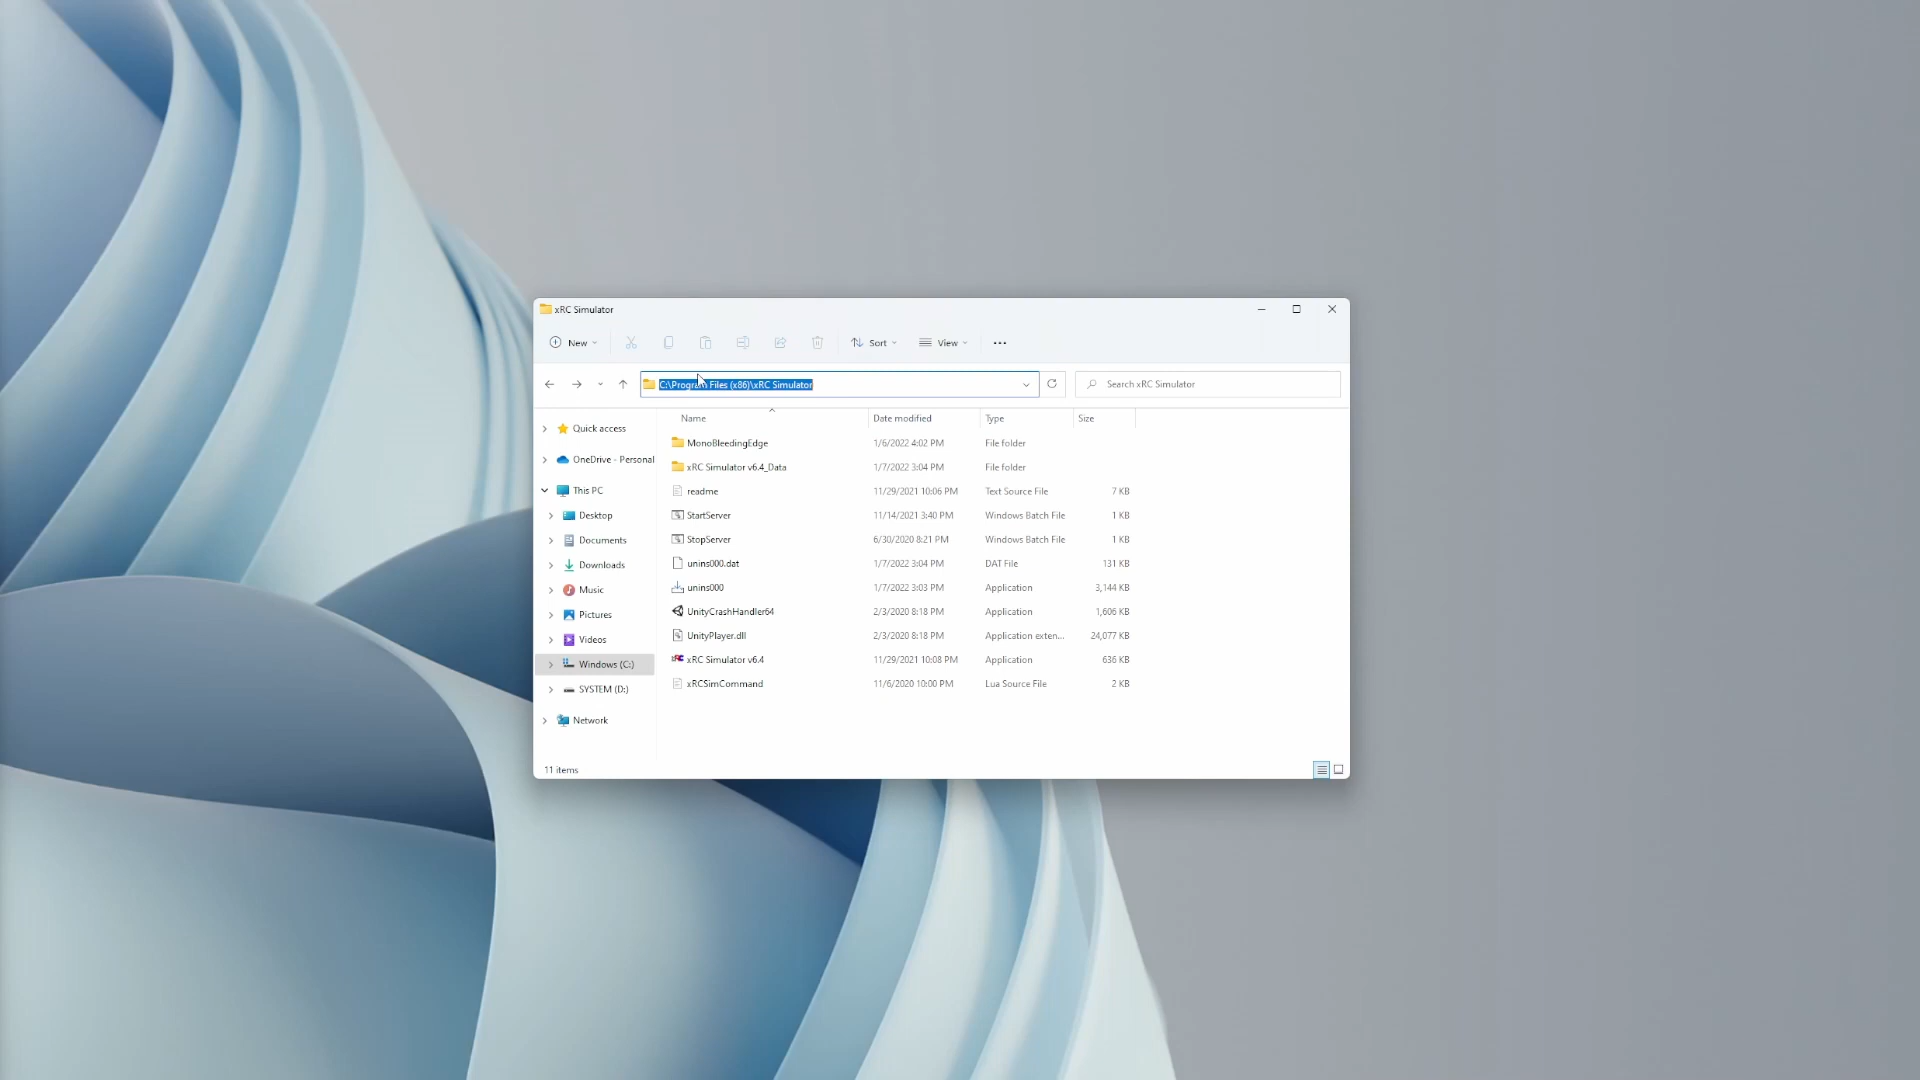 xRC Simulator
New
Sort
View
C:\Program Files (x86)\xRC Simulator
Search xRC Simulator
Name Date modified Type Size
Quick access
OneDrive - Personal
This PC
Desktop
Documents
Downloads
Music
Pictures
Videos
Windows (C:)
SYSTEM (D:)
Network
MonoBleedingEdge 1/6/2022 4:02 PM File folder
xRC Simulator v6.4_Data 1/7/2022 3:04 PM File folder
readme 11/29/2021 10:06 PM Text Source File 7 KB
StartServer 11/14/2021 3:40 PM Windows Batch File 1 KB
StopServer 6/30/2020 8:21 PM Windows Batch File 1 KB
unins000.dat 1/7/2022 3:04 PM DAT File 131 KB
unins000 1/7/2022 3:03 PM Application 3,144 KB
UnityCrashHandler64 2/3/2020 8:18 PM Application 1,606 KB
UnityPlayer.dll 2/3/2020 8:18 PM Application exten... 24,077 KB
xRC Simulator v6.4 11/29/2021 10:08 PM Application 636 KB
xRCSimCommand 11/6/2020 10:00 PM Lua Source File 2 KB
11 items